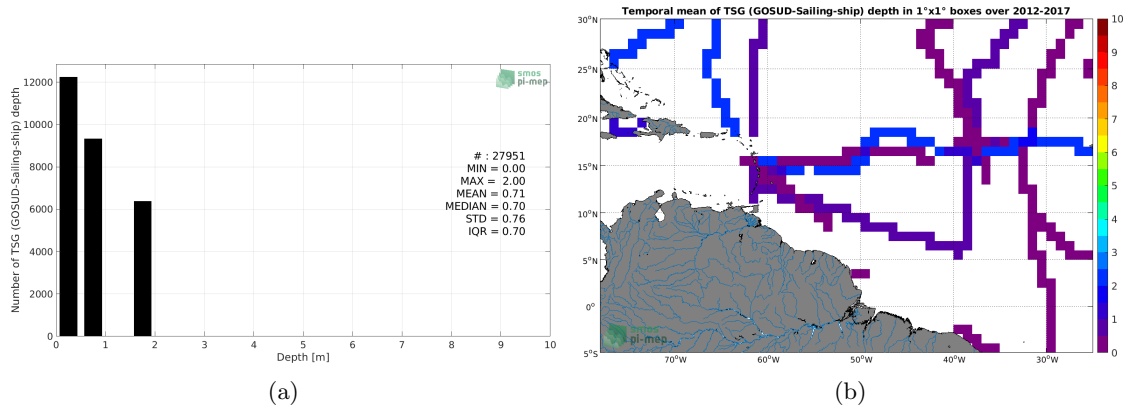 12000
10000
8000
6000
4000
2000
0
Number of TSG (GOSUD-Sailing-ship) depth
smos
pi-mep
# : 27951
MIN = 0.00
MAX = 2.00
MEAN = 0.71
MEDIAN = 0.70
STD = 0.76
IQR = 0.70
0 1 2 3 4 5 6 7 8 9 10
Depth [m]
(a)
Temporal mean of TSG (GOSUD-Sailing-ship) depth in 1°x1° boxes over 2012-2017
30°N
25°N
20°N
15°N
10°N
5°N
0°
5°S
70°W 60°W 50°W 40°W 30°W
smos
pi-mep
10
9
8
7
6
5
4
3
2
1
0
(b)